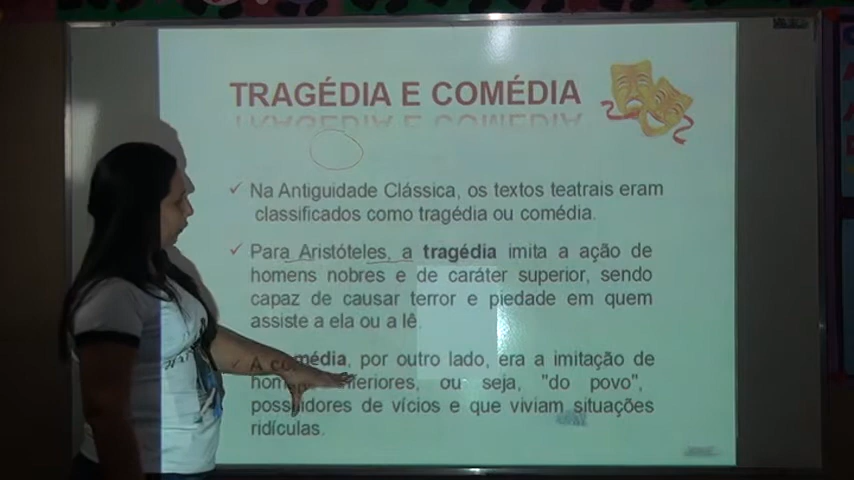 TRAGÉDIA E COMÉDIA
Na Antiguidade Clássica, os textos teatrais eram
classificados como tragédia ou comédia.
Para Aristóteles, a tragédia imita a ação de
homens nobres e de caráter superior, sendo
capaz de causar terror e piedade em quem
assiste a ela ou a lê.
A comédia, por outro lado, era a imitação de
inferiores, ou seja, "do povo",
possuidores de vícios e que viviam situações
ridículas.